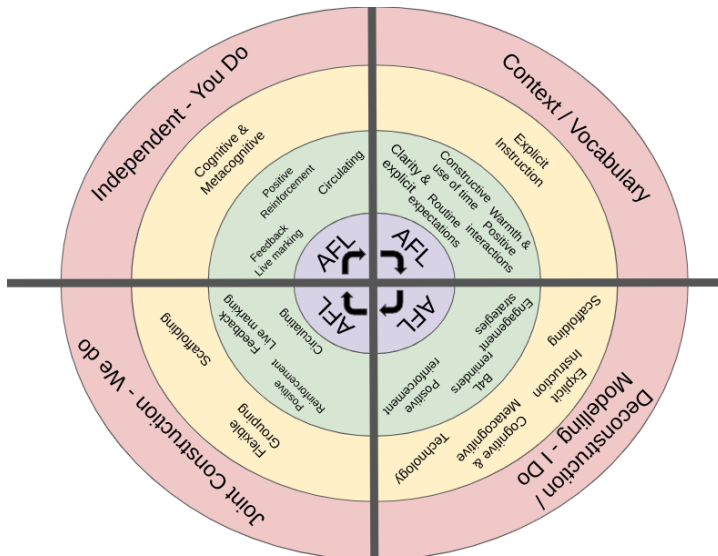 Independent - You Do
Cognitive &
Metacognitive
Positive
Reinforcement
Circulating
Feedback
Live marking
AFL
Context / Vocabulary
Explicit
Instruction
Constructive
use of time
Warmth &
Positive
interactions
Clarity &
explicit
expectations
Routine
AFL
Deconstruction /
Modelling - I Do
Scaffolding
Explicit
Instruction
Cognitive &
Metacognitive
Technology
Engagement
strategies
B4L
reminders
Positive
reinforcement
AFL
Joint Construction - We do
Scaffolding
Flexible
Grouping
Feedback
Live marking
Circulating
Positive
Reinforcement
AFL